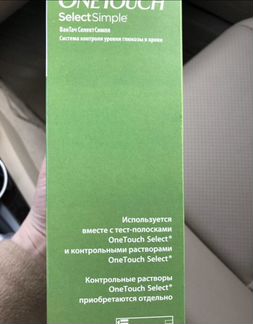 ONETOUCH
SelectSimple
ВанТач СелектСимпл
Система контроля уровня глюкозы в крови
Используется
вместе с тест-полосками
OneTouch Select®
и контрольными растворами
OneTouch Select®
Контрольные растворы
OneTouch Select®
приобретаются отдельно